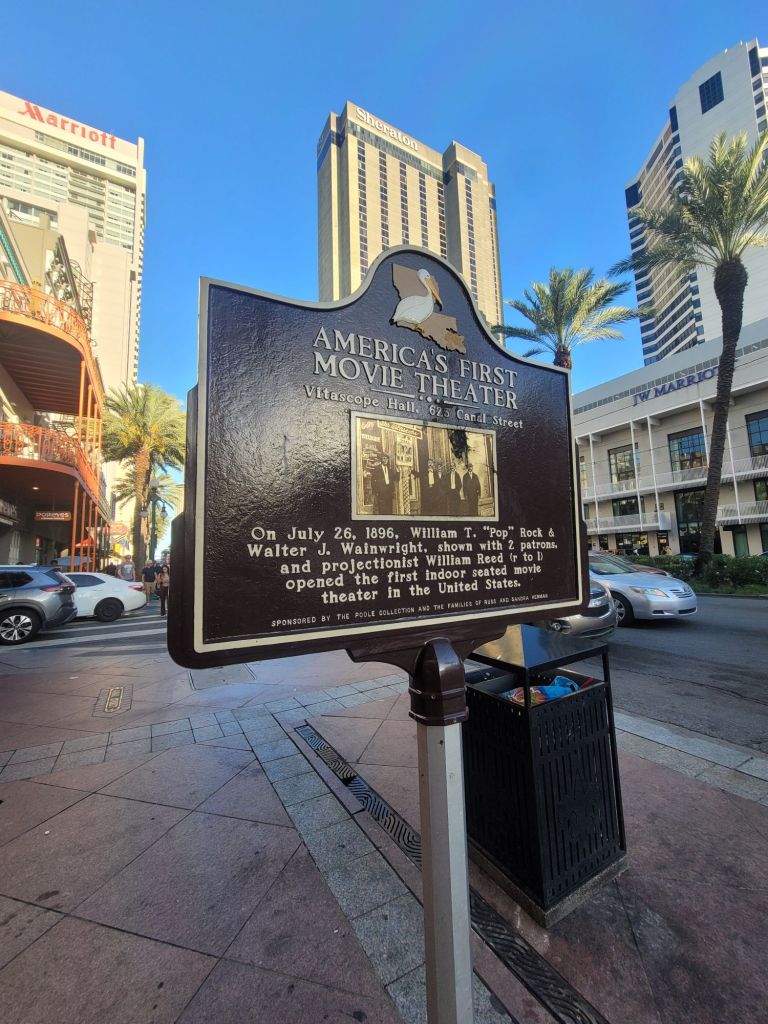 Marriott
Sheraton
JW MARRIOTT
POPEYES
AMERICA'S FIRST
MOVIE THEATER
Vitascope Hall, 623 Canal Street
On July 26, 1896, William T. "Pop" Rock &
Walter J. Wainwright, shown with 2 patrons,
and projectionist William Reed (r to l)
opened the first indoor seated movie
theater in the United States.
SPONSORED BY THE POOLE COLLECTION AND THE FAMILIES OF RUSS AND SANDRA HERMAN